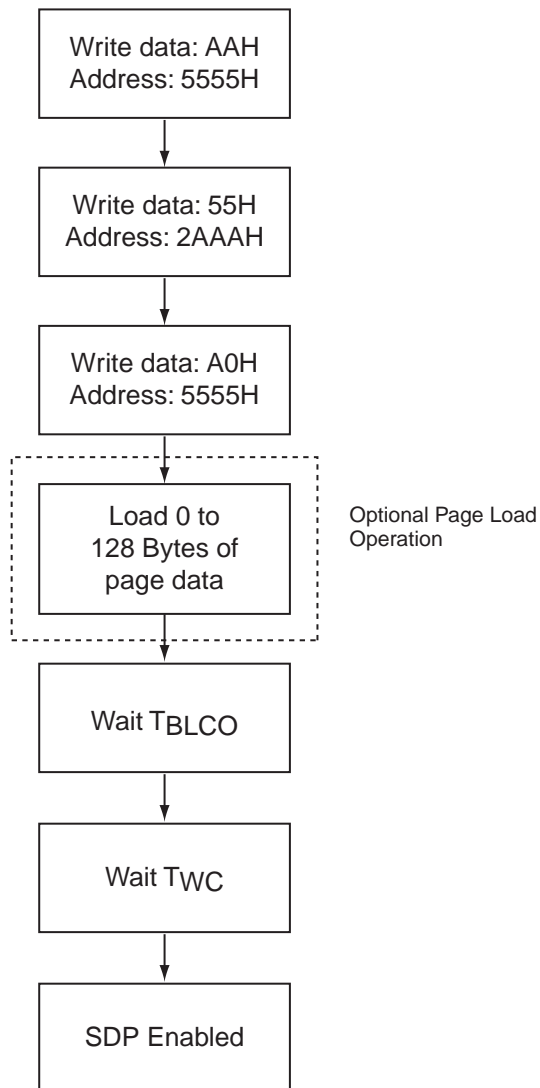 Write data: AAH
Address: 5555H
Write data: 55H
Address: 2AAAH
Write data: A0H
Address: 5555H
Load 0 to
128 Bytes of
page data
Optional Page Load
Operation
Wait TBLCO
Wait TWC
SDP Enabled